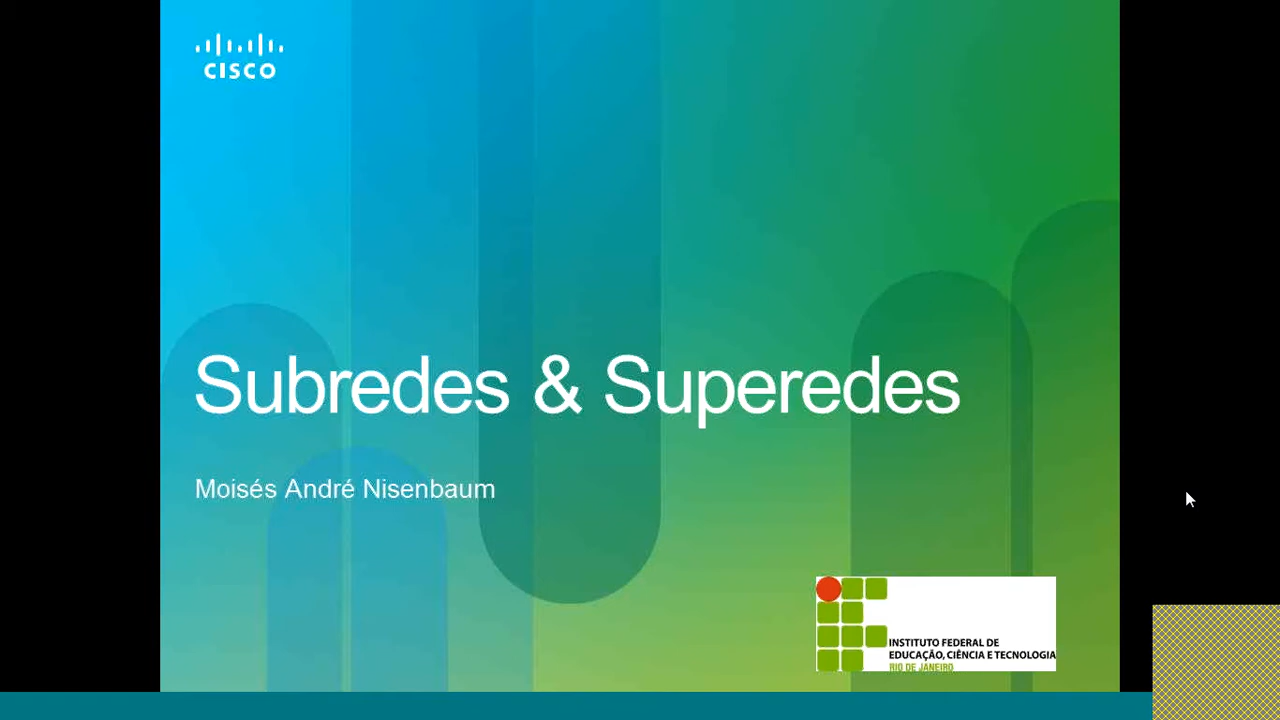 CISCO
Subredes & Superedes
Moisés André Nisenbaum
INSTITUTO FEDERAL DE
EDUCAÇÃO, CIÊNCIA E TECNOLOGIA
RIO DE JANEIRO